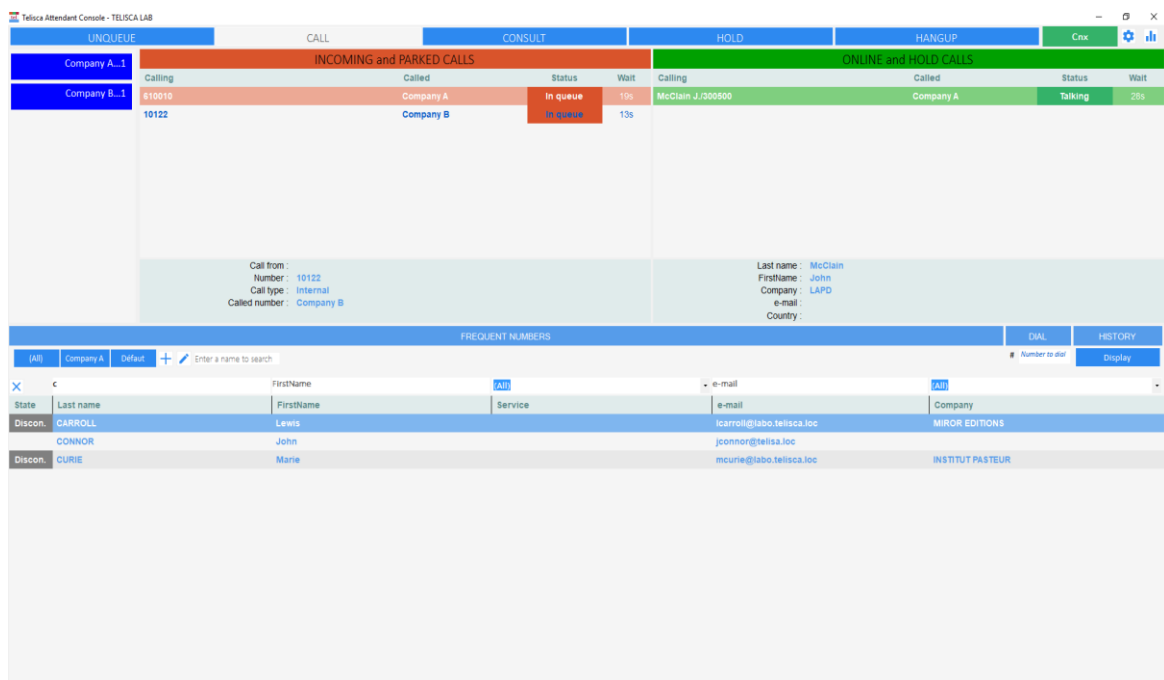 Telisca Attendant Console - TELISCA LAB
UNQUEUE CALL CONSULT HOLD HANGUP Cnx
Company A...1
Company B...1
INCOMING and PARKED CALLS
Calling Called Status Wait
610010 Company A In queue 19s
10122 Company B In queue 13s
Call from :
Number : 10122
Call type : Internal
Called number : Company B
ONLINE and HOLD CALLS
Calling Called Status Wait
McClain J./300500 Company A Talking 26s
Last name : McClain
FirstName : John
Company : LAPD
e-mail :
Country :
FREQUENT NUMBERS DIAL HISTORY
(All) Company A Défaut Enter a name to search # Number to dial Display
c FirstName (All) e-mail (All)
State Last name FirstName Service e-mail Company
Discon. CARROLL Lewis lcarroll@labo.telisca.loc MIROR EDITIONS
CONNOR John jconnor@telisa.loc
Discon. CURIE Marie mcurie@labo.telisca.loc INSTITUT PASTEUR